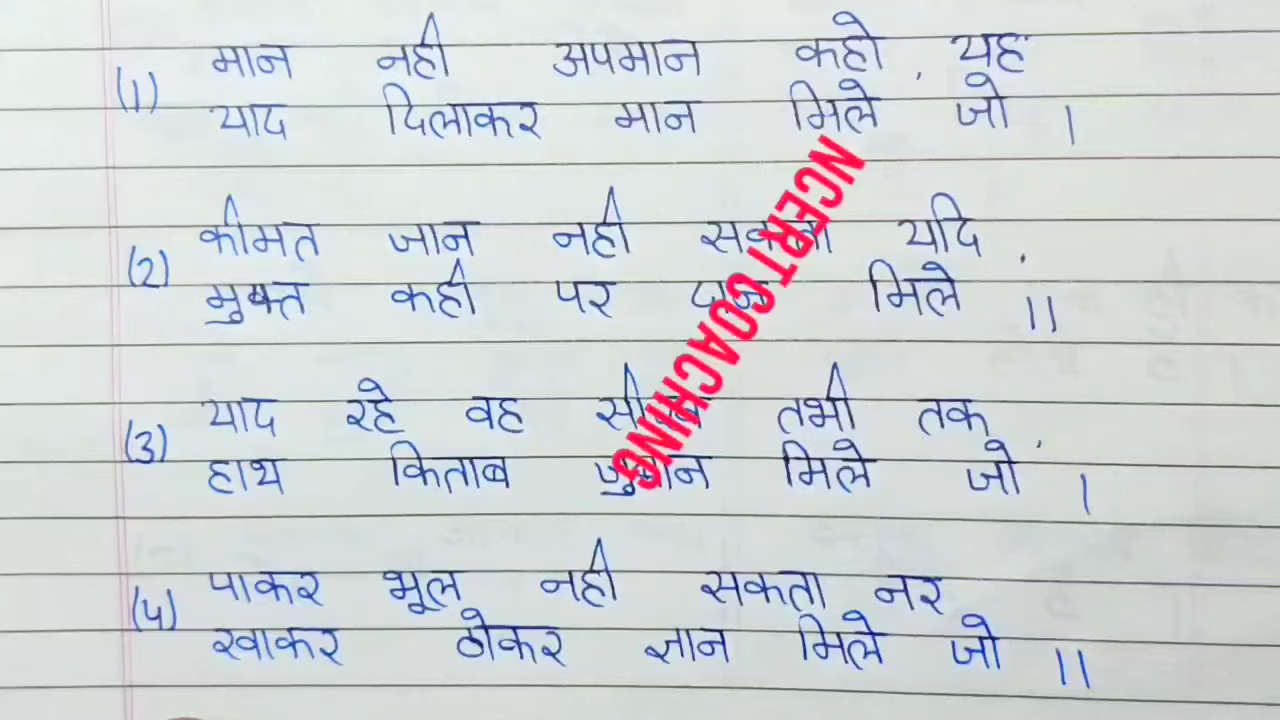 मान नही अपमान कहो, यह
(1)
याद दिलाकर मान मिले जो ।
कीमत जान नही सकता यदि,
(2)
मुक्त कही पर मिले ॥
याद रहे वह सीख तभी तक,
(3)
हाथ किताब जुबान मिले जो ।
पाकर भूल नही सकता नर
(4)
खाकर ठोकर ज्ञान मिले जो ॥
NCERT COACHING